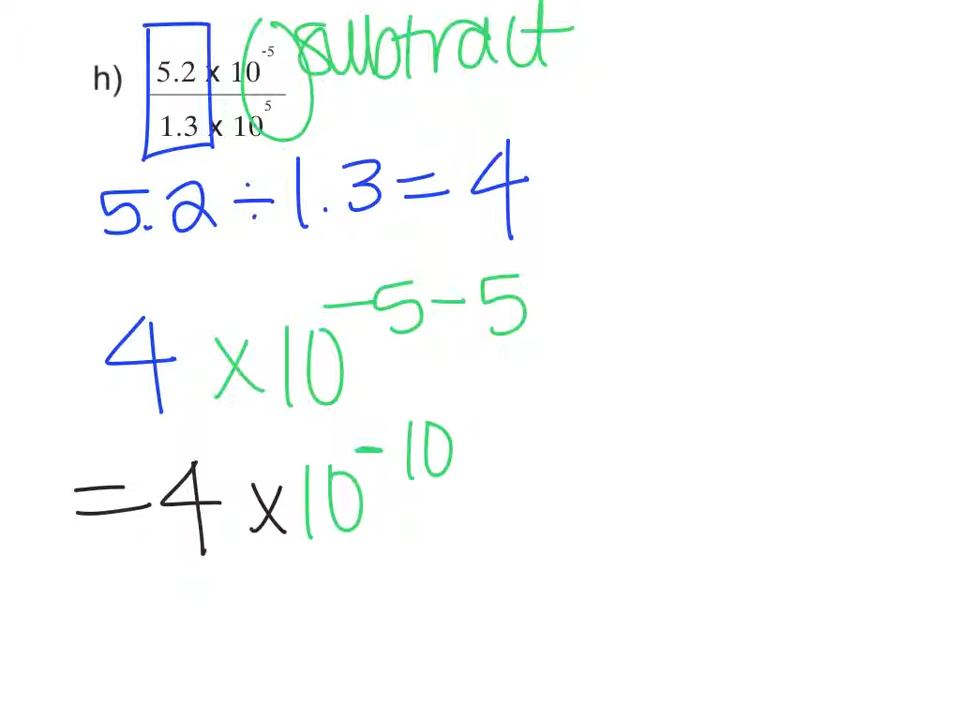 h) 5.2 x 10^-5 subtract
1.3 x 10^5
5.2 ÷ 1.3 = 4
4 x 10^-5-5
= 4 x 10^-10